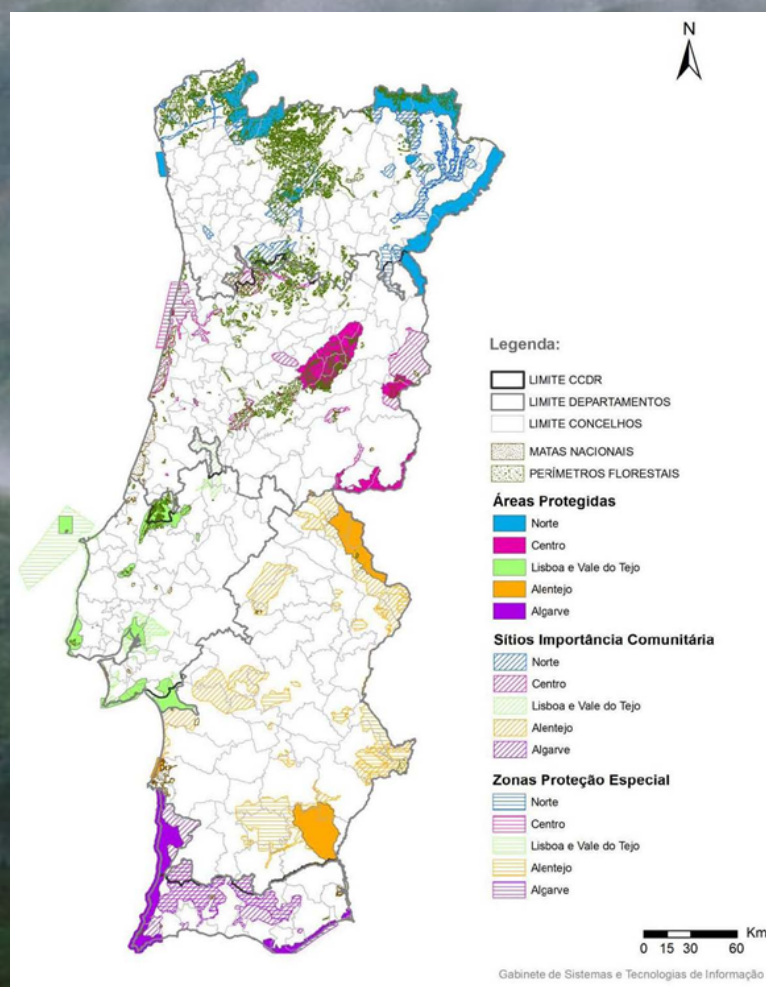 N
Legenda:
LIMITE CCDR
LIMITE DEPARTAMENTOS
LIMITE CONCELHOS
MATAS NACIONAIS
PERÍMETROS FLORESTAIS
Áreas Protegidas
Norte
Centro
Lisboa e Vale do Tejo
Alentejo
Algarve
Sítios Importância Comunitária
Norte
Centro
Lisboa e Vale do Tejo
Alentejo
Algarve
Zonas Proteção Especial
Norte
Centro
Lisboa e Vale do Tejo
Alentejo
Algarve
Km
0 15 30 60
Gabinete de Sistemas e Tecnologias de Informação